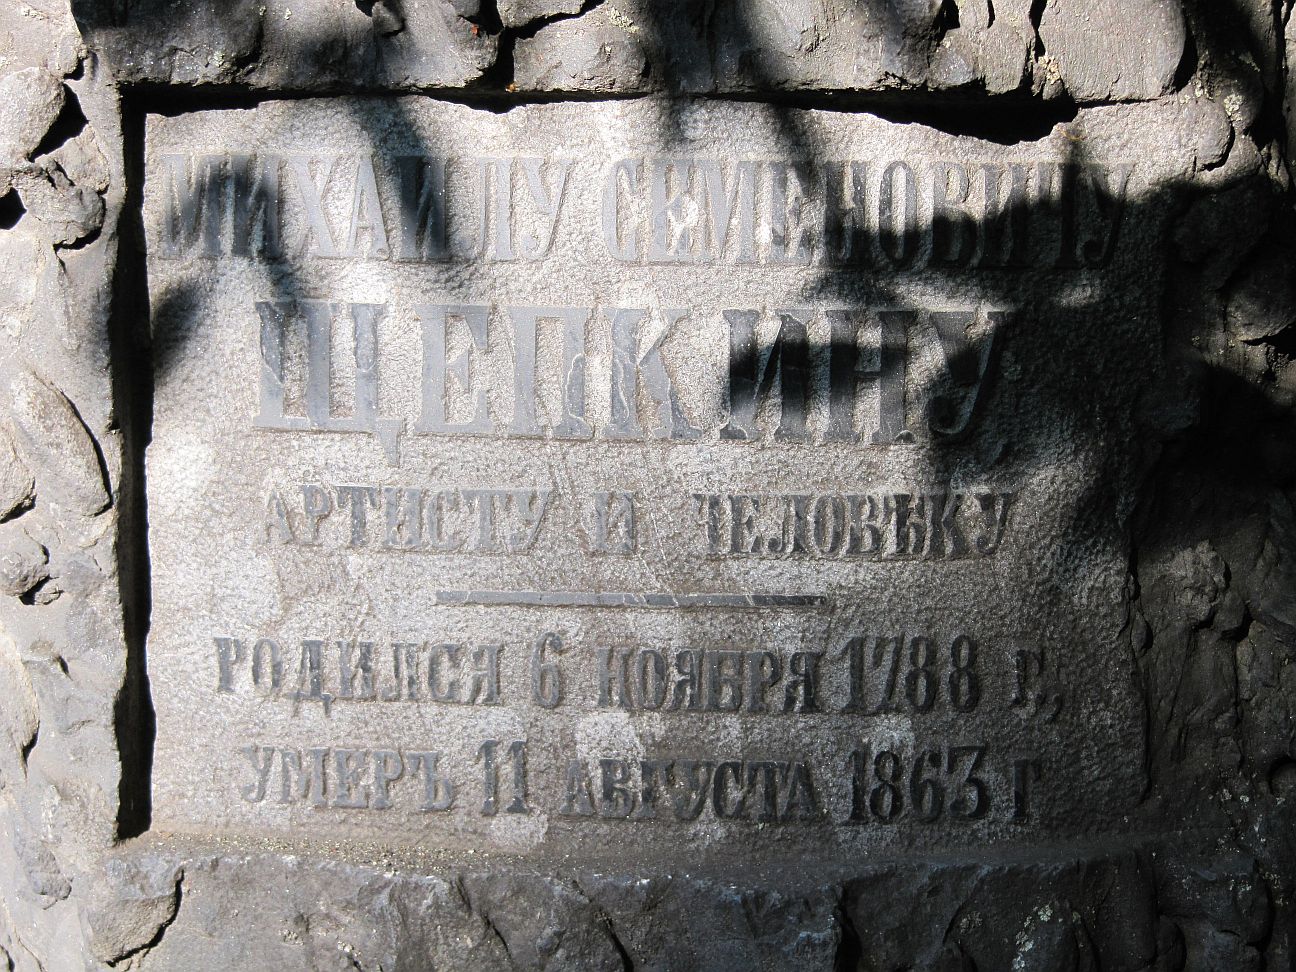 МИХАИЛУ СЕМЕНОВИЧУ
ЩЕПКИНУ
АРТИСТУ И ЧЕЛОВѢКУ
РОДИЛСЯ 6 НОЯБРЯ 1788 Г.,
УМЕРЪ 11 АВГУСТА 1863 Г